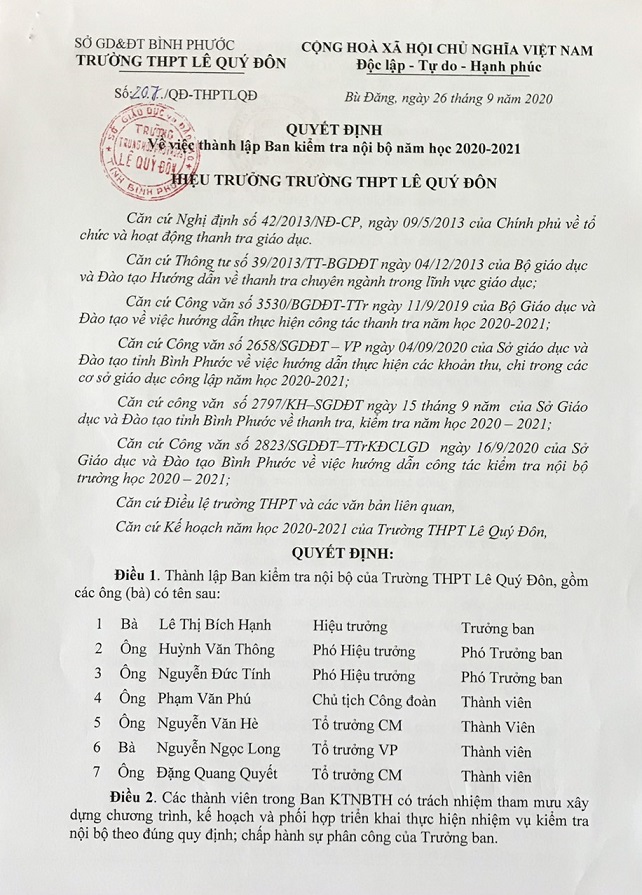 SỞ GD&ĐT BÌNH PHƯỚC
TRƯỜNG THPT LÊ QUÝ ĐÔN
CỘNG HOÀ XÃ HỘI CHỦ NGHĨA VIỆT NAM
Độc lập - Tự do - Hạnh phúc
Số:207./QĐ-THPTLQĐ
Bù Đăng, ngày 26 tháng 9 năm 2020
QUYẾT ĐỊNH
Về việc thành lập Ban kiểm tra nội bộ năm học 2020-2021
SỞ GIÁO DỤC VÀ ĐÀO
TRƯỜNG
LÊ QUÝ ĐÔN
TỈNH BÌNH
HIỆU TRƯỞNG TRƯỜNG THPT LÊ QUÝ ĐÔN
Căn cứ Nghị định số 42/2013/NĐ-CP, ngày 09/5/2013 của Chính phủ về tổ
chức và hoạt động thanh tra giáo dục.
Căn cứ Thông tư số 39/2013/TT-BGDĐT ngày 04/12/2013 của Bộ giáo dục
và Đào tạo Hướng dẫn về thanh tra chuyên ngành trong lĩnh vực giáo dục;
Căn cứ Công văn số 3530/BGDĐT-TTr ngày 11/9/2019 của Bộ Giáo dục và
Đào tạo về việc hướng dẫn thực hiện công tác thanh tra năm học 2020-2021;
Căn cứ Công văn số 2658/SGDĐT – VP ngày 04/09/2020 của Sở giáo dục và
Đào tạo tỉnh Bình Phước về việc hướng dẫn thực hiện các khoản thu, chi trong các
cơ sở giáo dục công lập năm học 2020-2021;
Căn cứ công văn số 2797/KH–SGDĐT ngày 15 tháng 9 năm của Sở Giáo
dục và Đào tạo tỉnh Bình Phước về thanh tra, kiểm tra năm học 2020 – 2021;
Căn cứ Công văn số 2823/SGDĐT–TTrKĐCLGD ngày 16/9/2020 của Sở
Giáo dục và Đào tạo Bình Phước về việc hướng dẫn công tác kiểm tra nội bộ
trường học 2020 – 2021;
Căn cứ Điều lệ trường THPT và các văn bản liên quan,
Căn cứ Kế hoạch năm học 2020-2021 của Trường THPT Lê Quý Đôn,
QUYẾT ĐỊNH:
Điều 1. Thành lập Ban kiểm tra nội bộ của Trường THPT Lê Quý Đôn, gồm
các ông (bà) có tên sau:
1 Bà Lê Thị Bích Hạnh Hiệu trưởng Trưởng ban
2 Ông Huỳnh Văn Thông Phó Hiệu trưởng Phó Trưởng ban
3 Ông Nguyễn Đức Tính Phó Hiệu trưởng Phó Trưởng ban
4 Ông Phạm Văn Phú Chủ tịch Công đoàn Thành viên
5 Ông Nguyễn Văn Hè Tổ trưởng CM Thành Viên
6 Bà Nguyễn Ngọc Long Tổ trưởng VP Thành viên
7 Ông Đặng Quang Quyết Tổ trưởng CM Thành viên
Điều 2. Các thành viên trong Ban KTNBTH có trách nhiệm tham mưu xây
dựng chương trình, kế hoạch và phối hợp triển khai thực hiện nhiệm vụ kiểm tra
nội bộ theo đúng quy định; chấp hành sự phân công của Trưởng ban.